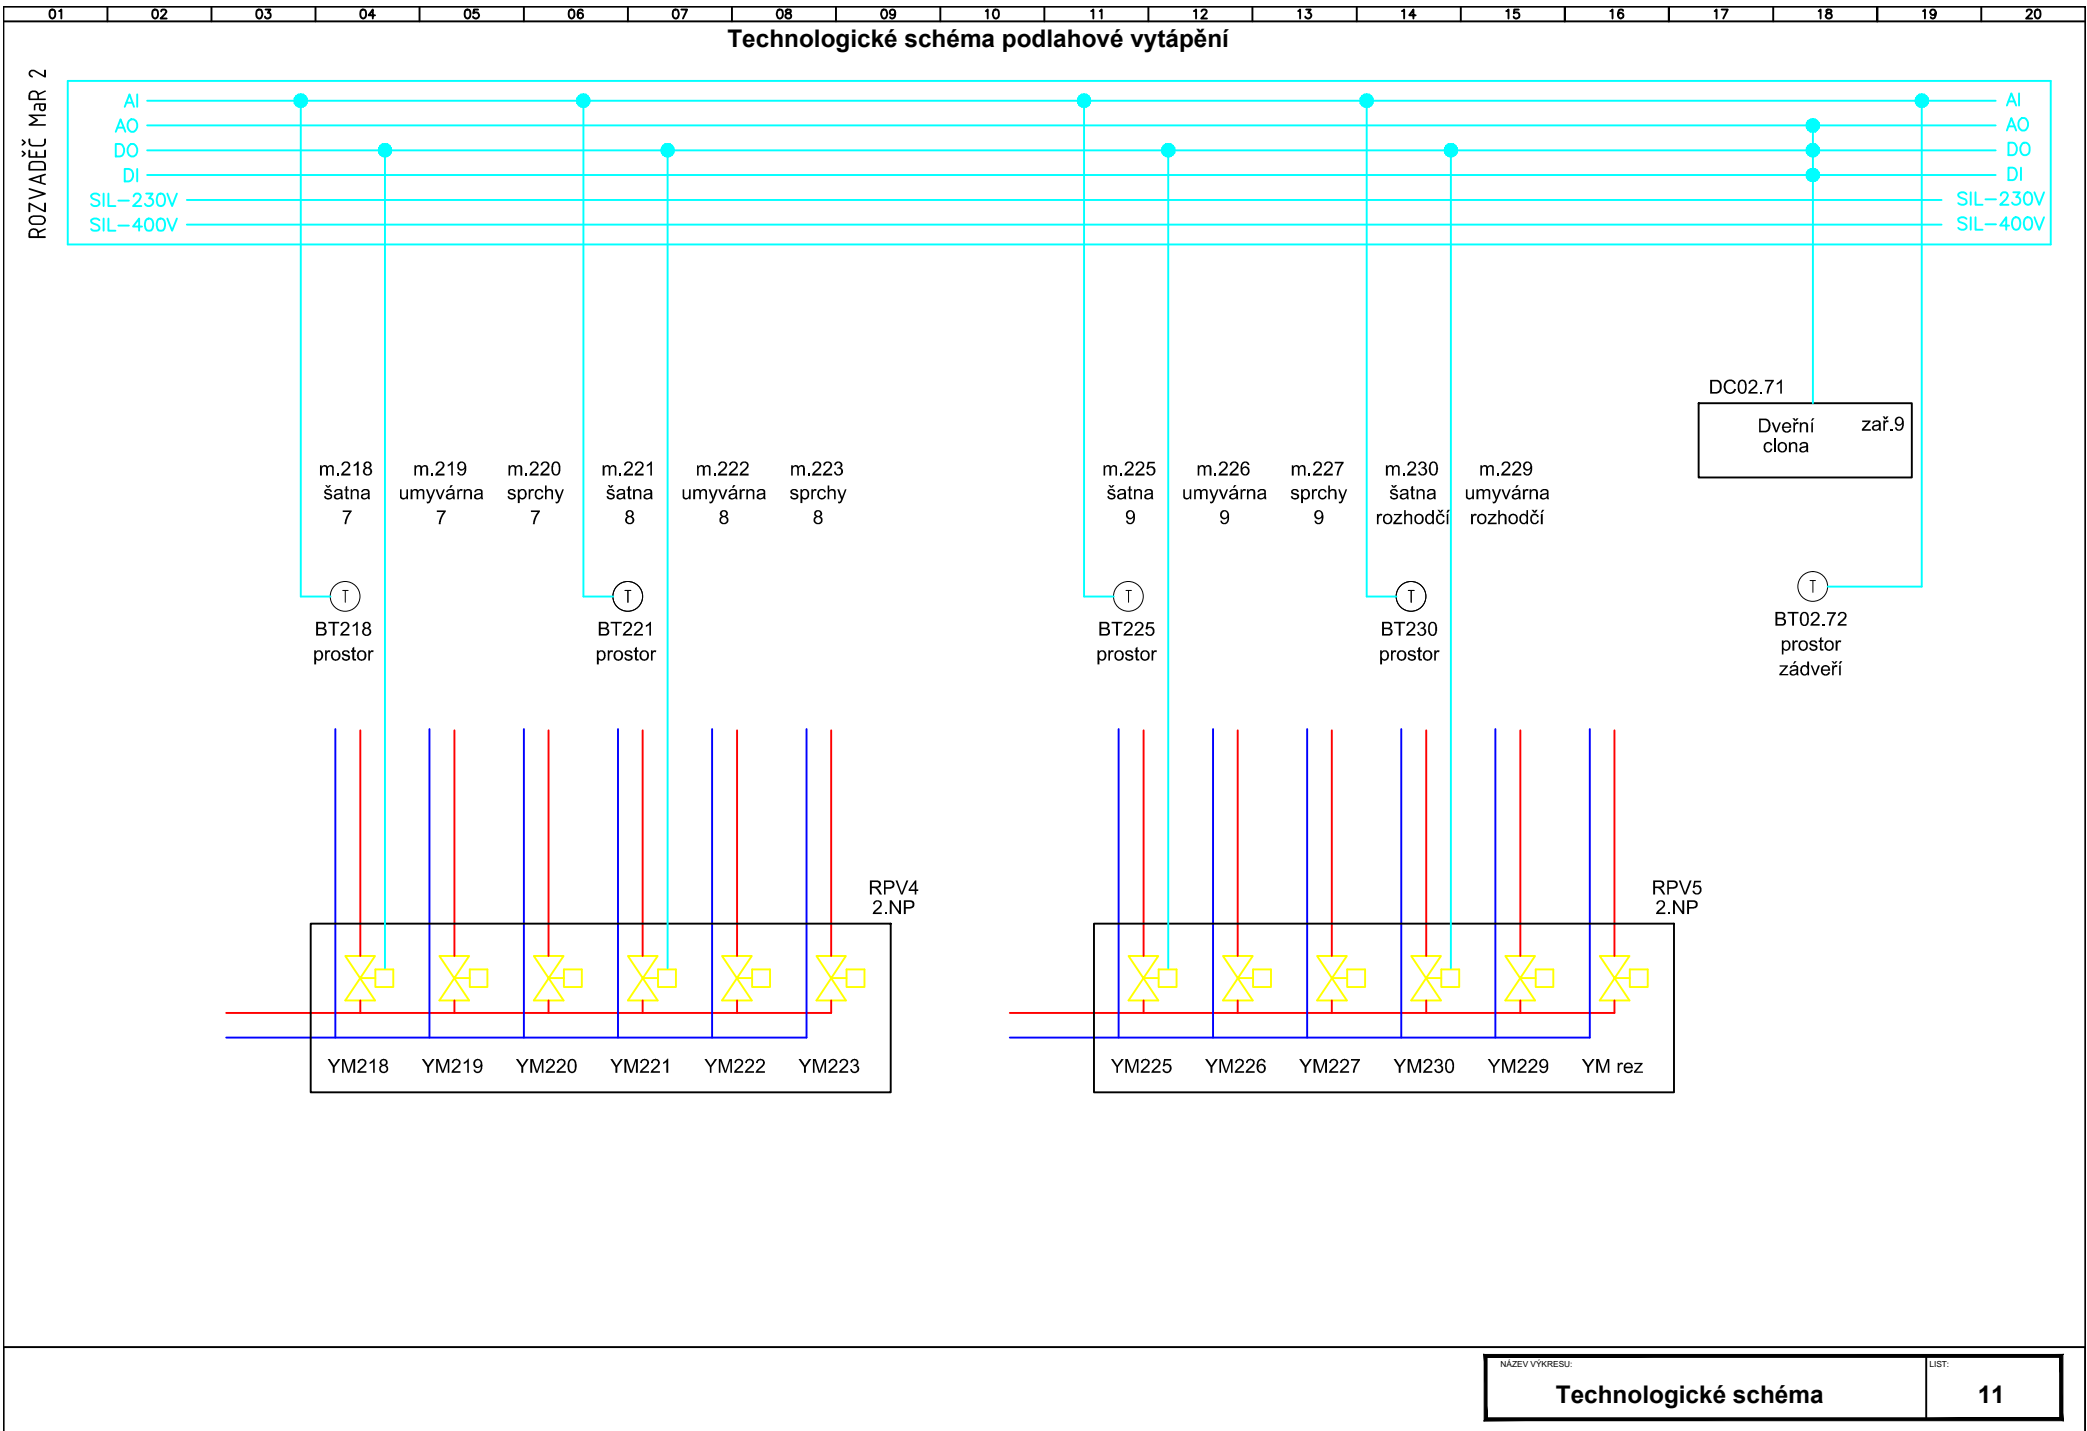 01 02 03 04 05 06 07 08 09 10 11 12 13 14 15 16 17 18 19 20
Technologické schéma podlahové vytápění
ROZVADĚČ MaR 2
AI AI
AO AO
DO DO
DI DI
SIL-230V SIL-230V
SIL-400V SIL-400V
DC02.71
Dveřní zař.9
clona
m.218 m.219 m.220 m.221 m.222 m.223 m.225 m.226 m.227 m.230 m.229
šatna umyvárna sprchy šatna umyvárna sprchy šatna umyvárna sprchy šatna umyvárna
7 7 7 8 8 8 9 9 9 rozhodčí rozhodčí
T T T T T
BT218 BT221 BT225 BT230 BT02.72
prostor prostor prostor prostor prostor
zádveří
RPV4 RPV5
2.NP 2.NP
YM218 YM219 YM220 YM221 YM222 YM223 YM225 YM226 YM227 YM230 YM229 YM rez
NÁZEV VÝKRESU: LIST:
Technologické schéma 11